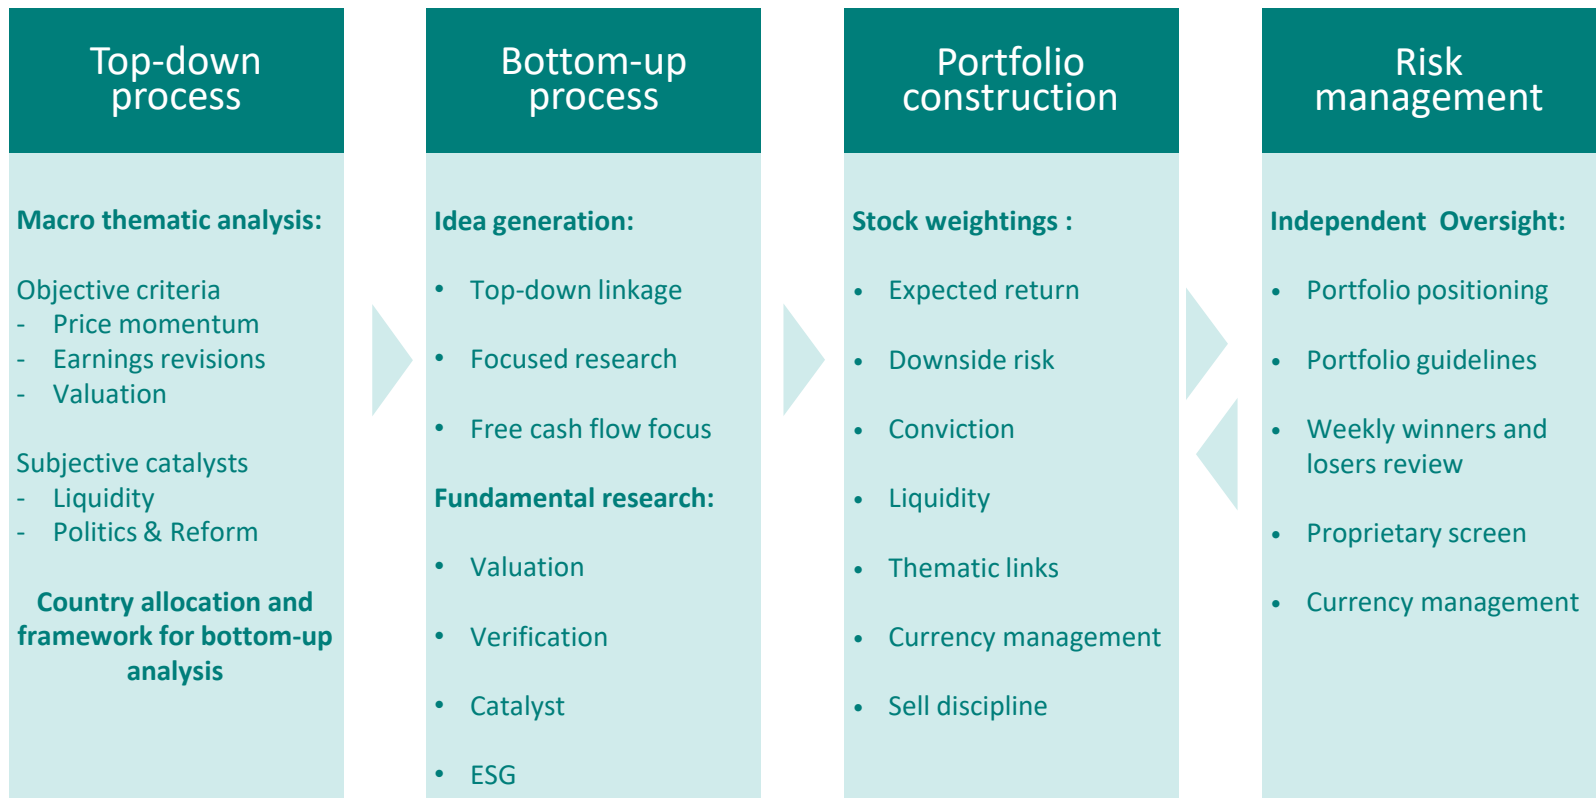 Top-down
process
Macro thematic analysis:
Objective criteria
- Price momentum
- Earnings revisions
- Valuation
Subjective catalysts
- Liquidity
- Politics & Reform
Country allocation and
framework for bottom-up
analysis
Bottom-up
process
Idea generation:
• Top-down linkage
• Focused research
• Free cash flow focus
Fundamental research:
• Valuation
• Verification
• Catalyst
• ESG
Portfolio
construction
Stock weightings :
• Expected return
• Downside risk
• Conviction
• Liquidity
• Thematic links
• Currency management
• Sell discipline
Risk
management
Independent  Oversight:
• Portfolio positioning
• Portfolio guidelines
• Weekly winners and
losers review
• Proprietary screen
• Currency management